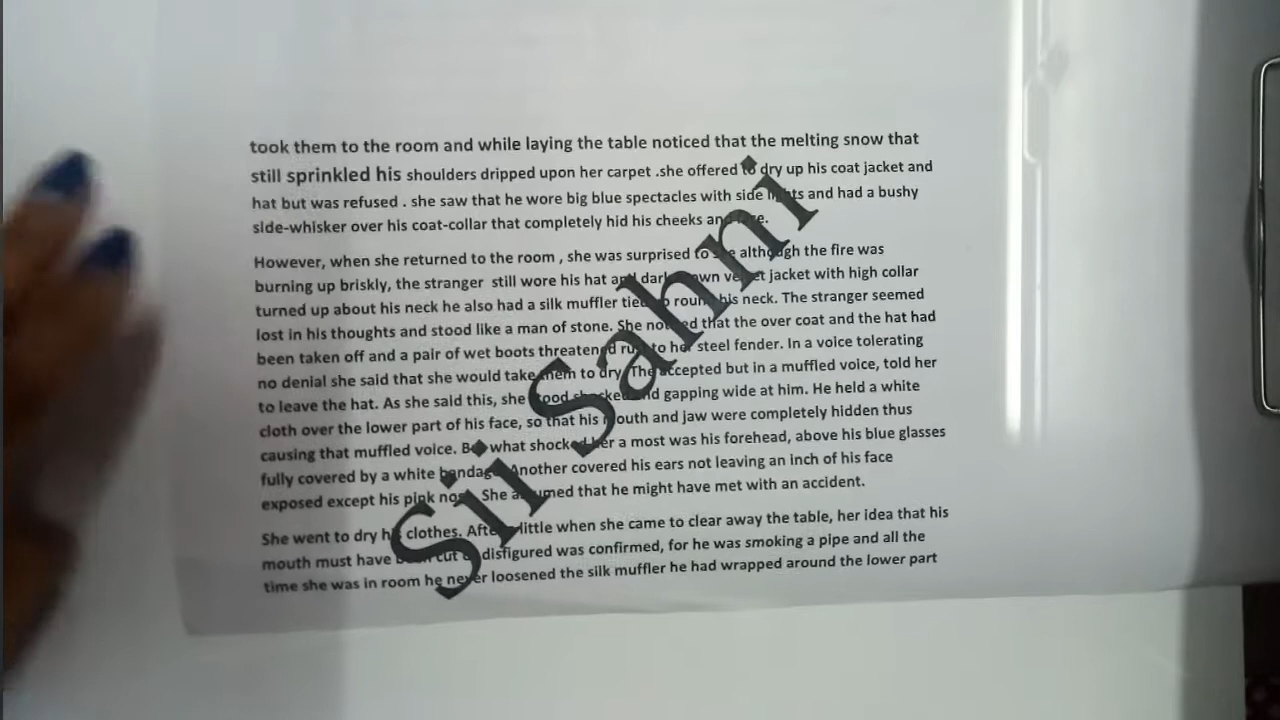 took them to the room and while laying the table noticed that the melting snow that
still sprinkled his shoulders dripped upon her carpet .she offered to dry up his coat jacket and
hat but was refused . she saw that he wore big blue spectacles with side and had a bushy
side-whisker over his coat-collar that completely hid his cheeks and
However, when she returned to the room , she was surprised to although the fire was
burning up briskly, the stranger still wore his hat and jacket with high collar
turned up about his neck he also had a silk muffler round his neck. The stranger seemed
lost in his thoughts and stood like a man of stone. She noticed that the over coat and the hat had
been taken off and a pair of wet boots threatened to her steel fender. In a voice tolerating
no denial she said that she would take them to dry. The accepted but in a muffled voice, told her
to leave the hat. As she said this, she stood and gapping wide at him. He held a white
cloth over the lower part of his face, so that his mouth and jaw were completely hidden thus
causing that muffled voice. But what shocked her a most was his forehead, above his blue glasses
fully covered by a white bandage. Another covered his ears not leaving an inch of his face
exposed except his pink She assumed that he might have met with an accident.
She went to dry his clothes. After little when she came to clear away the table, her idea that his
mouth must have cut disfigured was confirmed, for he was smoking a pipe and all the
time she was in room he never loosened the silk muffler he had wrapped around the lower part
Sii Sahni